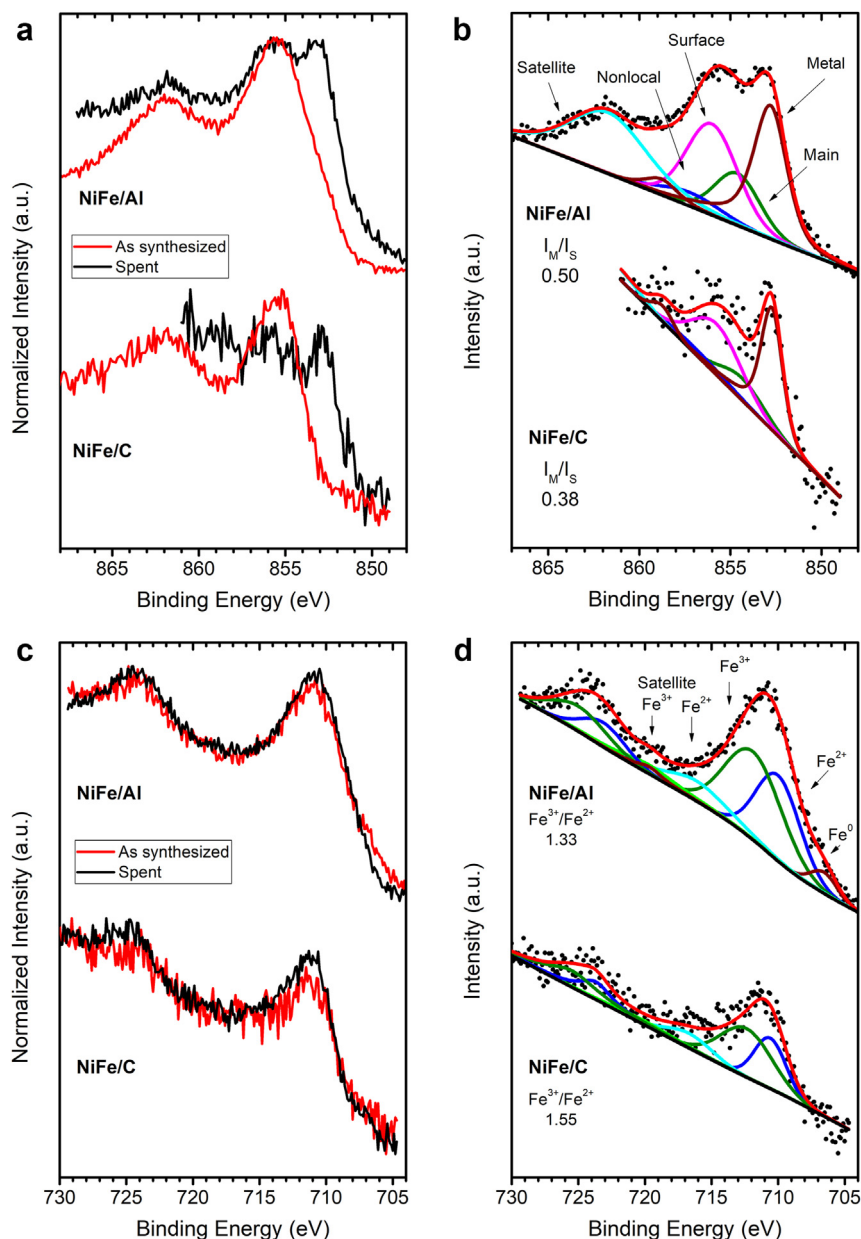 a
NiFe/Al
As synthesized
Spent
NiFe/C
Normalized Intensity (a.u.)
865 860 855 850
Binding Energy (eV)
b
Satellite
Nonlocal
Surface
Metal
Main
NiFe/Al
I_M/I_S
0.50
NiFe/C
I_M/I_S
0.38
Intensity (a.u.)
865 860 855 850
Binding Energy (eV)
c
NiFe/Al
As synthesized
Spent
NiFe/C
Normalized Intensity (a.u.)
730 725 720 715 710 705
Binding Energy (eV)
d
Satellite
Fe³⁺
Fe²⁺
Fe³⁺
Fe²⁺
Fe⁰
NiFe/Al
Fe³⁺/Fe²⁺
1.33
NiFe/C
Fe³⁺/Fe²⁺
1.55
Intensity (a.u.)
730 725 720 715 710 705
Binding Energy (eV)